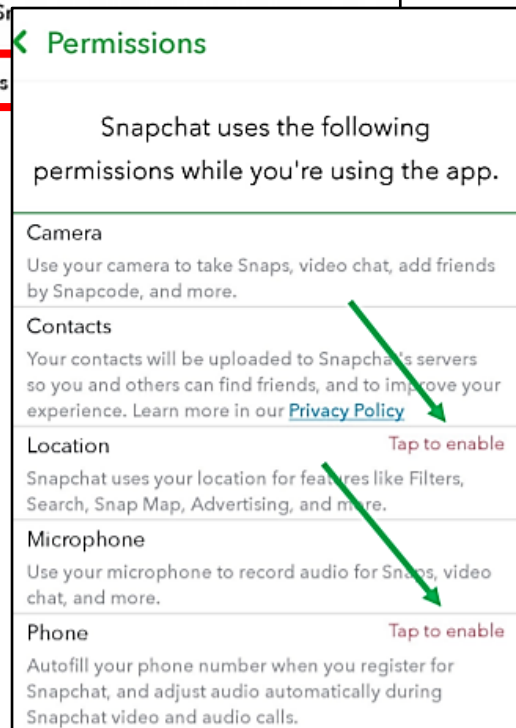 Permissions
Snapchat uses the following
permissions while you're using the app.
Camera
Use your camera to take Snaps, video chat, add friends
by Snapcode, and more.
Contacts
Your contacts will be uploaded to Snapchat's servers
so you and others can find friends, and to improve your
experience. Learn more in our Privacy Policy
Location Tap to enable
Snapchat uses your location for features like Filters,
Search, Snap Map, Advertising, and more.
Microphone
Use your microphone to record audio for Snaps, video
chat, and more.
Phone Tap to enable
Autofill your phone number when you register for
Snapchat, and adjust audio automatically during
Snapchat video and audio calls.